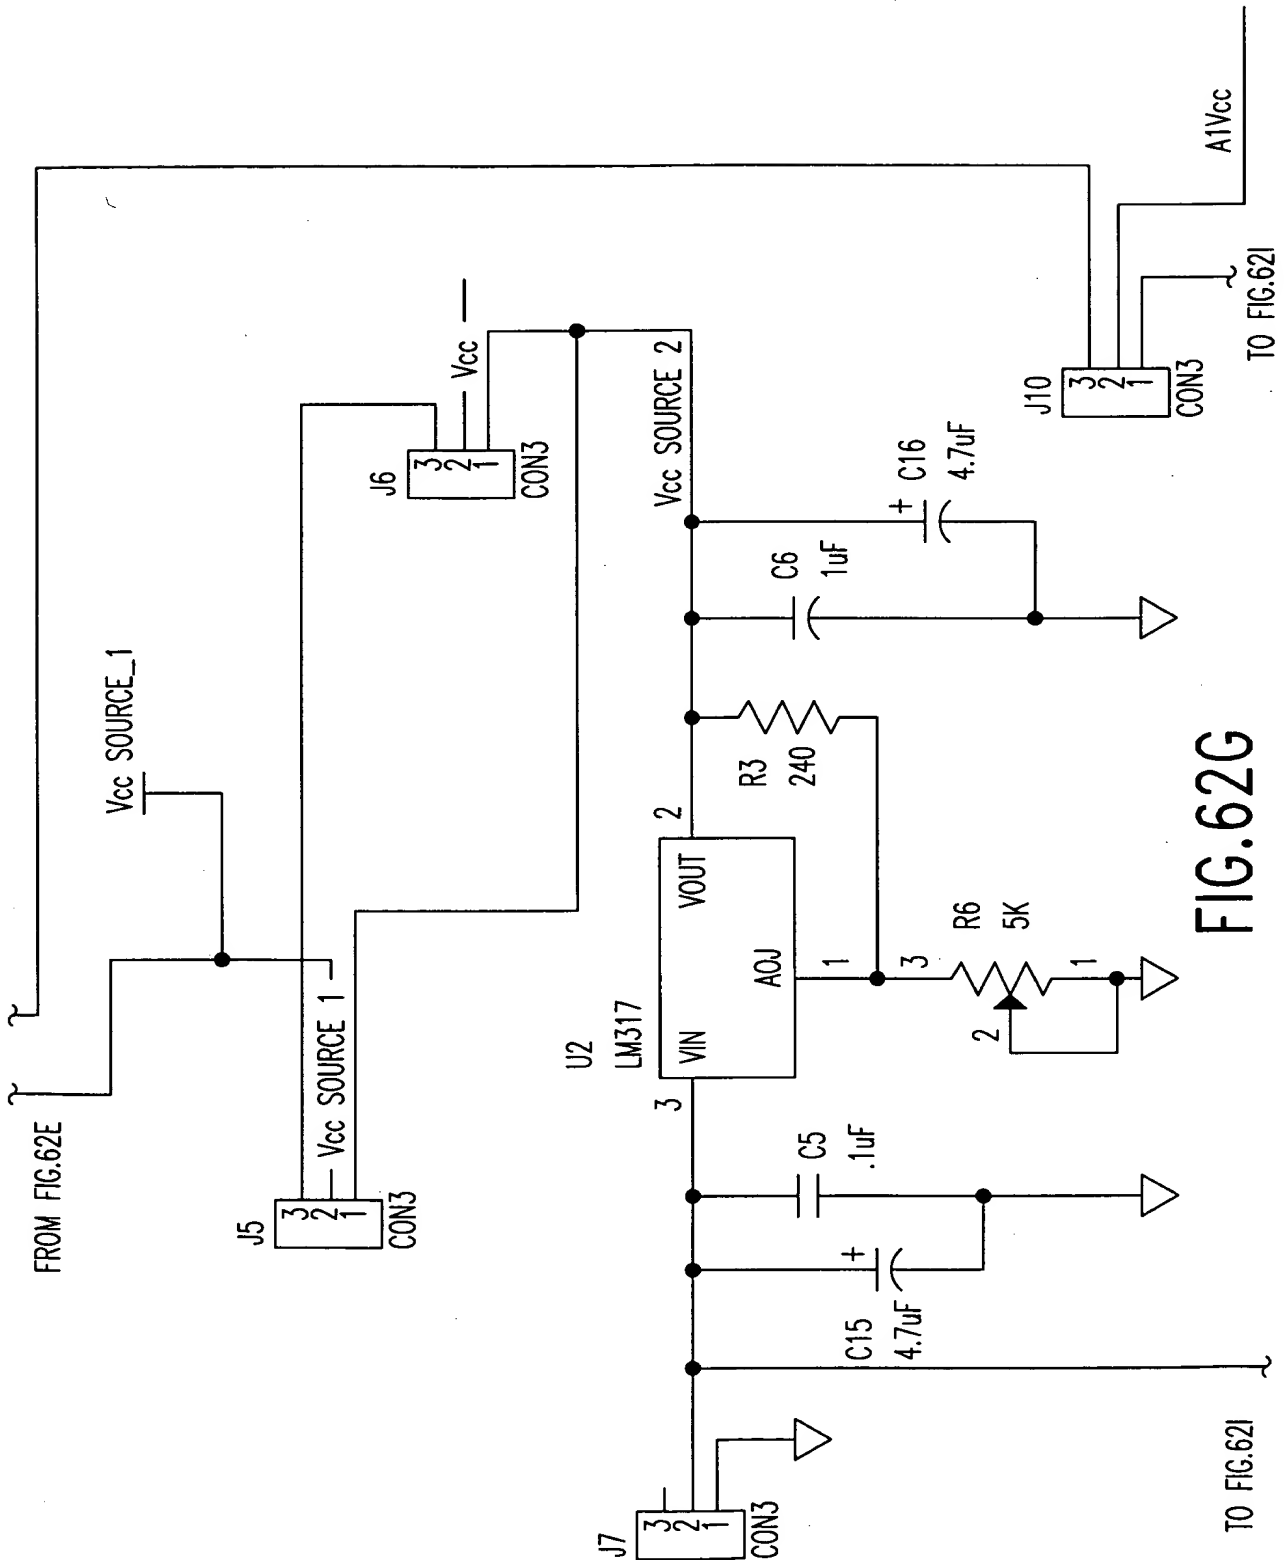 FROM FIG.62E
Vcc SOURCE_1
J5
3
2
1
CON3
Vcc SOURCE 1
J6
3
2
1
CON3
Vcc
A1Vcc
J10
3
2
1
CON3
TO FIG.62I
Vcc SOURCE 2
U2
LM317
VIN
VOUT
AOJ
3
2
1
R3
240
C6
1uF
+
C16
4.7uF
R6
5K
3
2
1
C5
.1uF
+
C15
4.7uF
J7
3
2
1
CON3
TO FIG.62I
FIG.62G